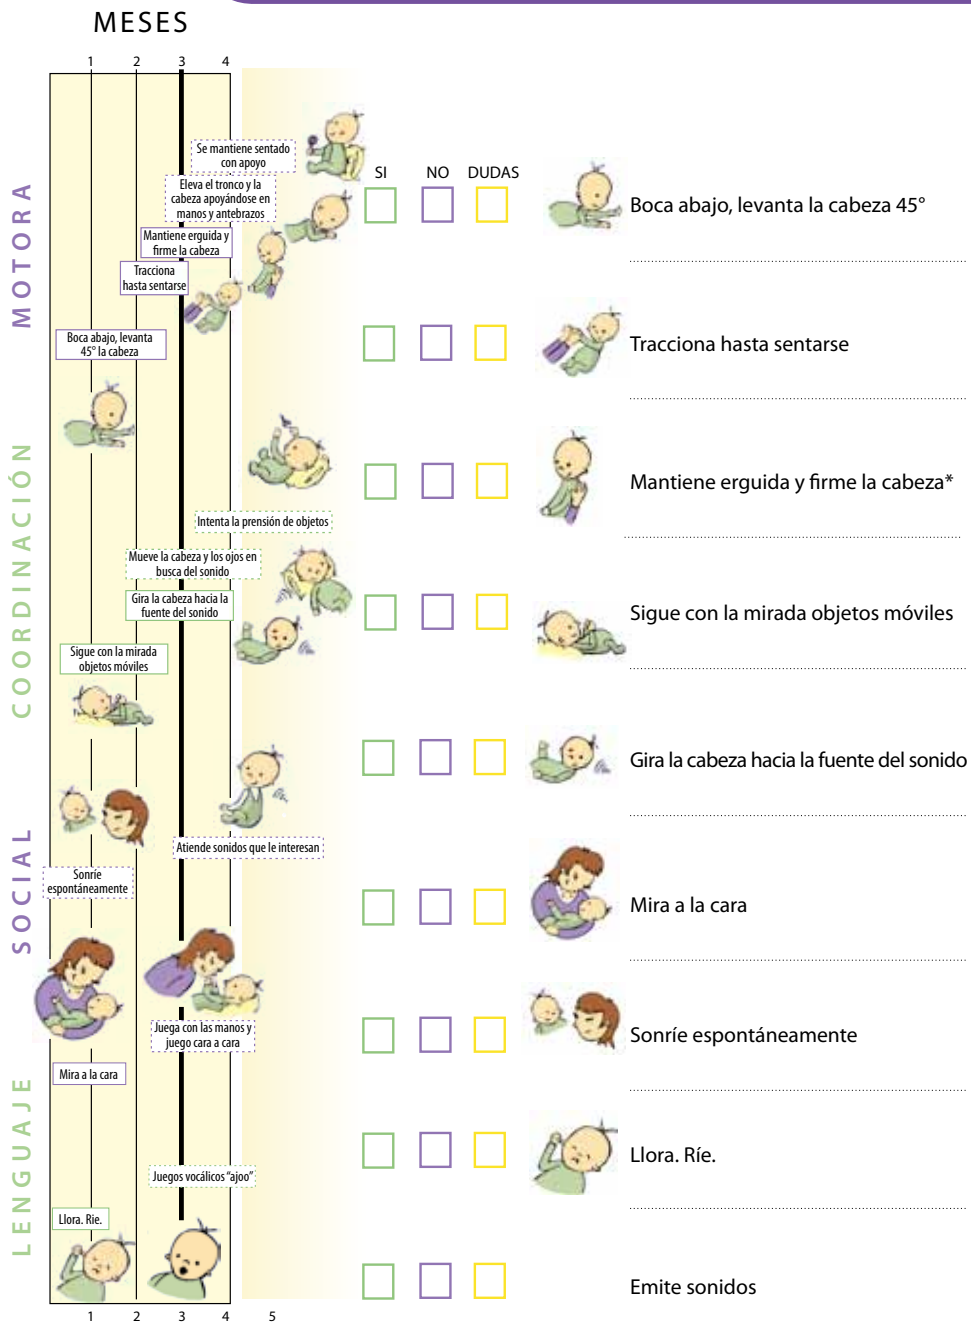 MESES
1 2 3 4
MOTORA
Se mantiene sentado
con apoyo
Eleva el tronco y la
cabeza apoyándose en
manos y antebrazos
Mantiene erguida y
firme la cabeza
Tracciona
hasta sentarse
Boca abajo, levanta
45° la cabeza
COORDINACIÓN
Intenta la prensión de objetos
Mueve la cabeza y los ojos en
busca del sonido
Gira la cabeza hacia la
fuente del sonido
Sigue con la mirada
objetos móviles
SOCIAL
Atiende sonidos que le interesan
Sonríe
espontáneamente
Juega con las manos y
juego cara a cara
Mira a la cara
LENGUAJE
Juegos vocálicos "ajoo"
Llora. Rie.
1 2 3 4 5
SI NO DUDAS
Boca abajo, levanta la cabeza 45°
Tracciona hasta sentarse
Mantiene erguida y firme la cabeza*
Sigue con la mirada objetos móviles
Gira la cabeza hacia la fuente del sonido
Mira a la cara
Sonríe espontáneamente
Llora. Ríe.
Emite sonidos